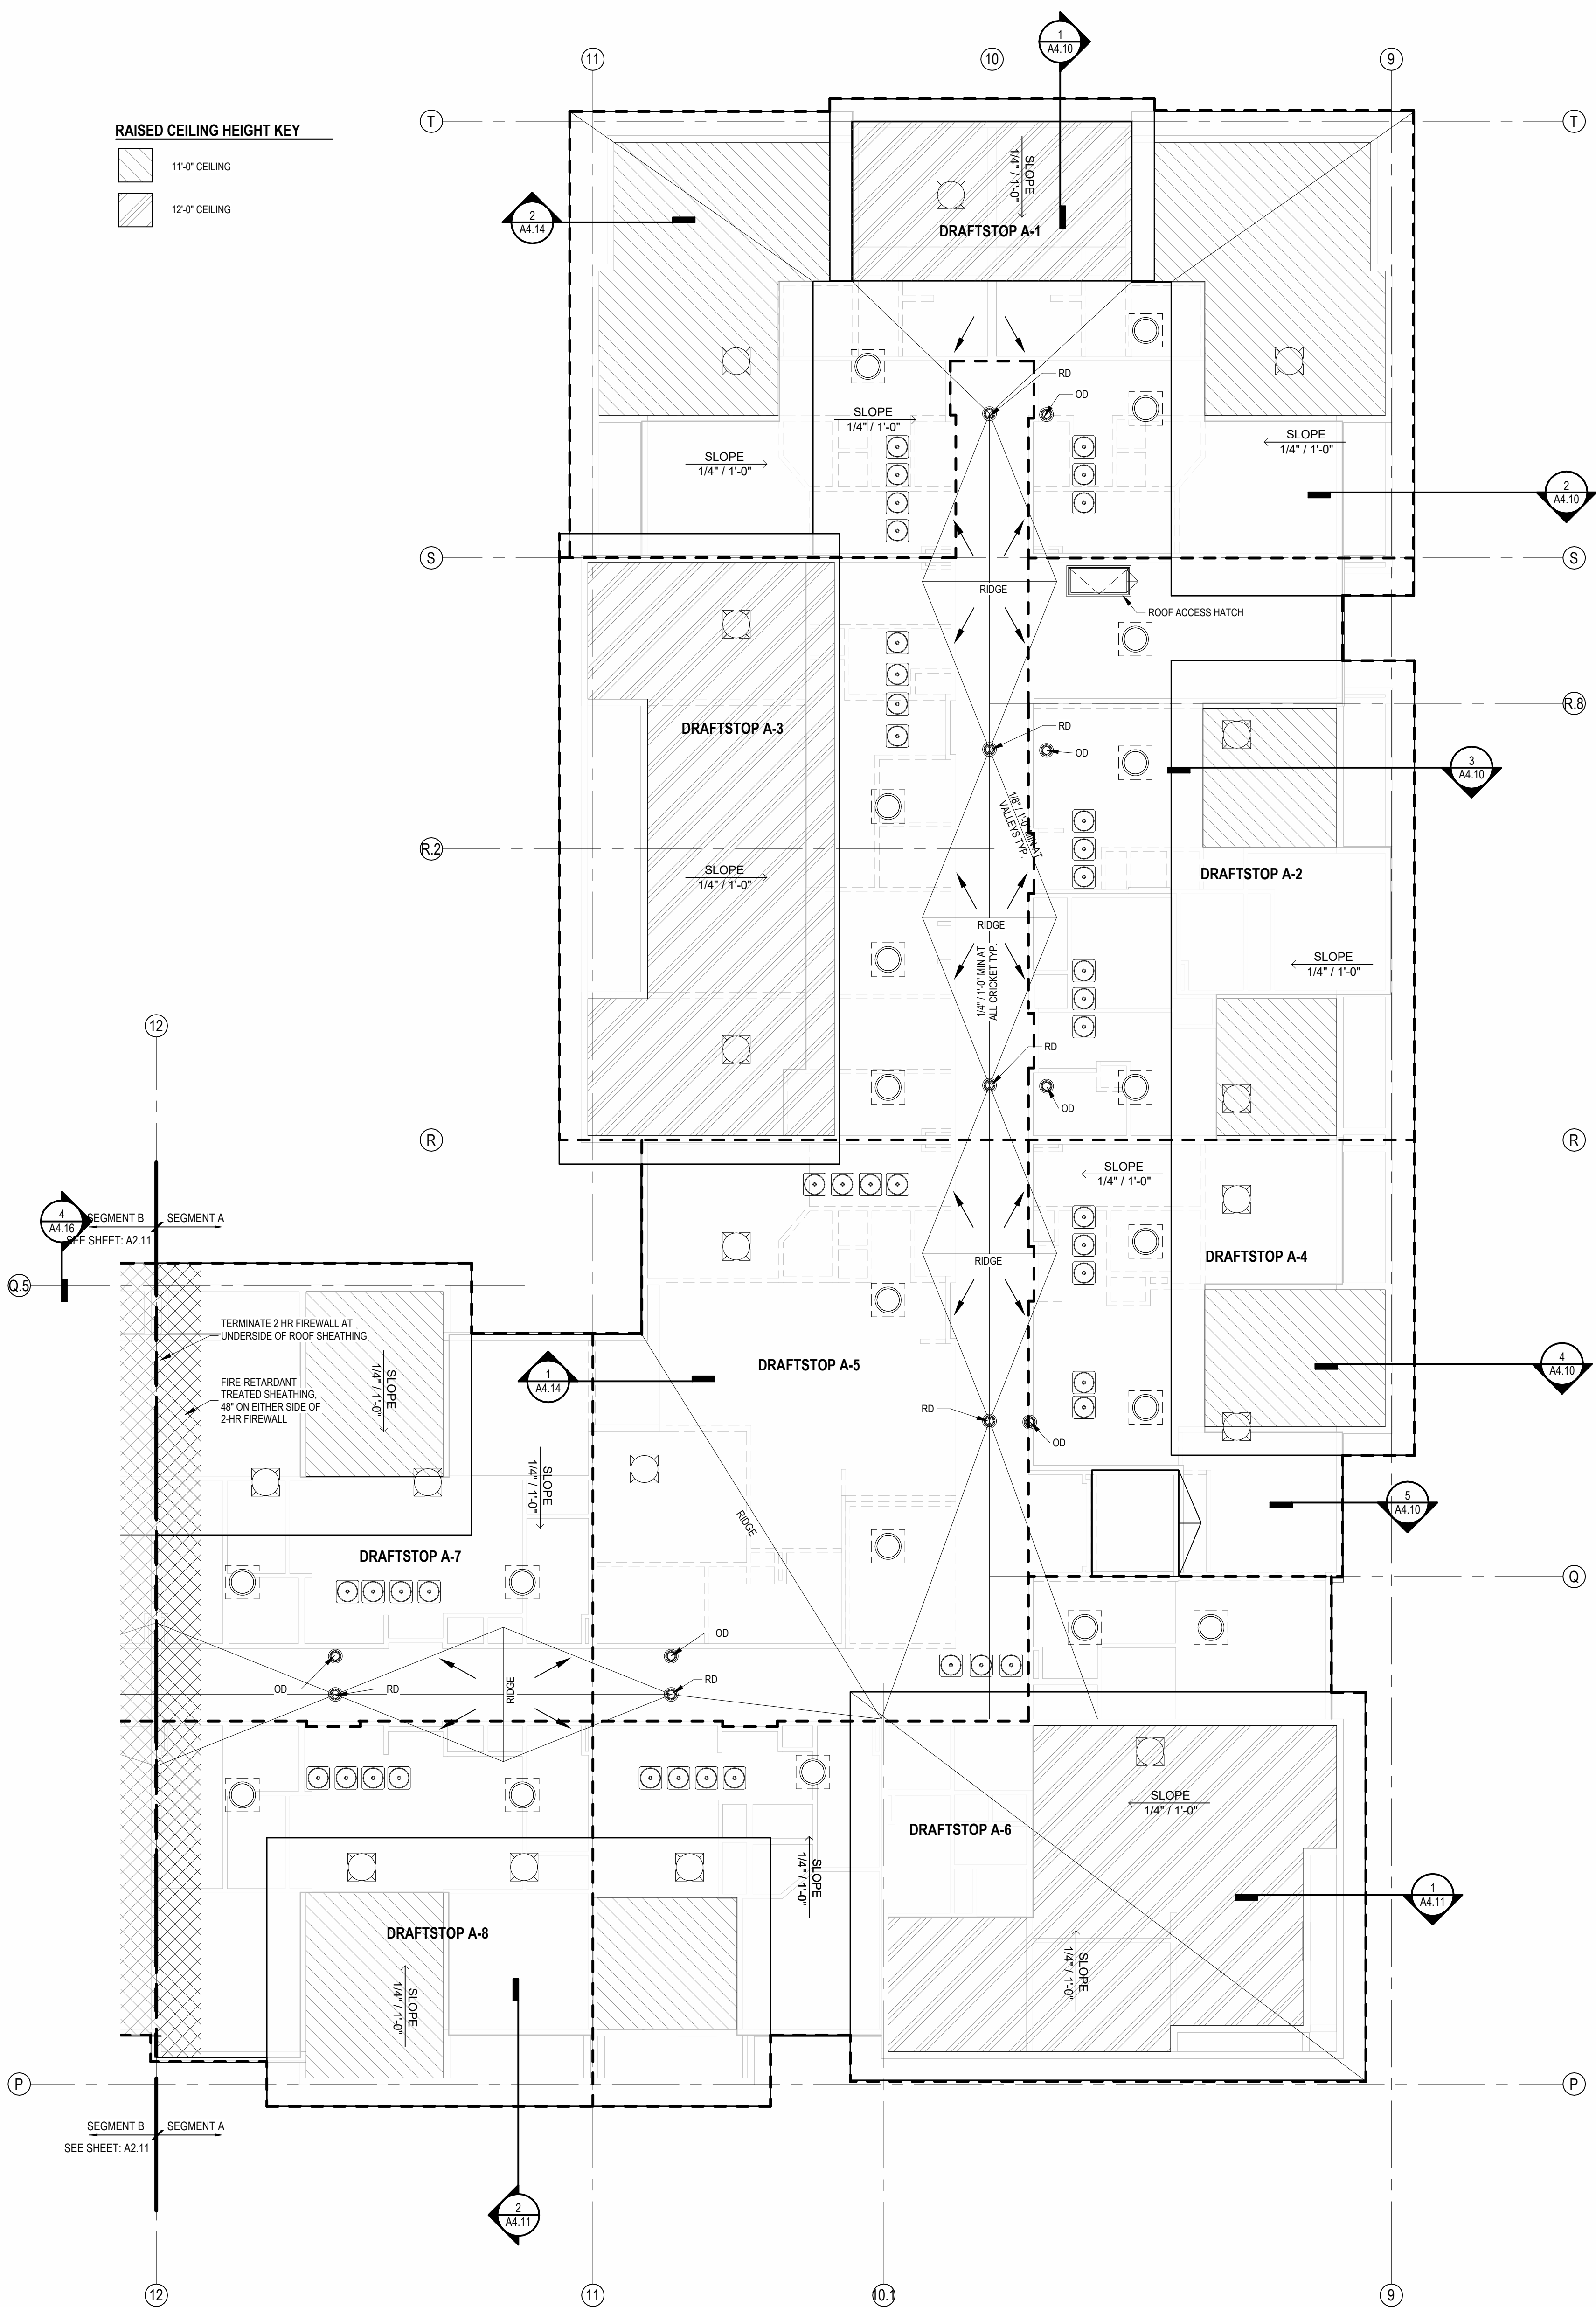 1
A4.10
11
10
9
T
T
RAISED CEILING HEIGHT KEY
11'-0" CEILING
12'-0" CEILING
SLOPE
1/4" / 1'-0"
2
A4.14
DRAFTSTOP A-1
RD
OD
SLOPE
1/4" / 1'-0"
SLOPE
1/4" / 1'-0"
SLOPE
1/4" / 1'-0"
2
A4.10
S
S
RIDGE
ROOF ACCESS HATCH
R.8
DRAFTSTOP A-3
RD
OD
3
A4.10
1/8" / 1'-0" MIN AT
VALLEYS TYP.
R.2
SLOPE
1/4" / 1'-0"
DRAFTSTOP A-2
RIDGE
SLOPE
1/4" / 1'-0"
1/4" / 1'-0" MIN AT
ALL CRICKET TYP.
12
RD
OD
R
R
SLOPE
1/4" / 1'-0"
4
A4.16
SEGMENT B
SEGMENT A
SEE SHEET: A2.11
DRAFTSTOP A-4
RIDGE
Q.5
TERMINATE 2 HR FIREWALL AT
UNDERSIDE OF ROOF SHEATHING
SLOPE
1/4" / 1'-0"
FIRE-RETARDANT
TREATED SHEATHING,
48" ON EITHER SIDE OF
2-HR FIREWALL
1
A4.14
DRAFTSTOP A-5
4
A4.10
RD
OD
SLOPE
1/4" / 1'-0"
5
A4.10
RIDGE
DRAFTSTOP A-7
Q
OD
RD
OD
RD
RIDGE
SLOPE
1/4" / 1'-0"
DRAFTSTOP A-6
SLOPE
1/4" / 1'-0"
1
A4.11
DRAFTSTOP A-8
SLOPE
1/4" / 1'-0"
SLOPE
1/4" / 1'-0"
P
P
SEGMENT B
SEGMENT A
SEE SHEET: A2.11
2
A4.11
12
11
10.1
9